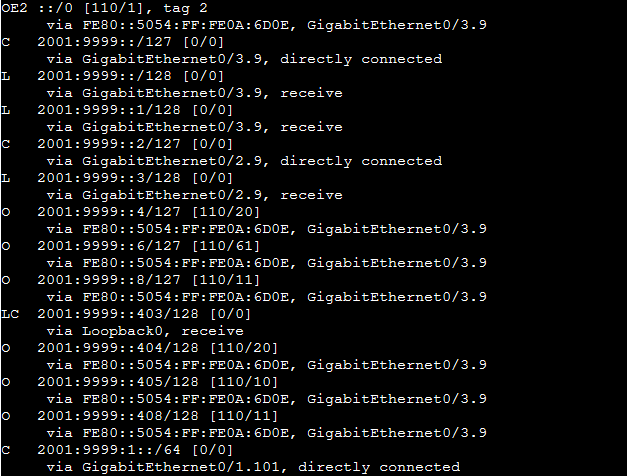 OE2 ::/0 [110/1], tag 2
     via FE80::5054:FF:FE0A:6D0E, GigabitEthernet0/3.9
C   2001:9999::/127 [0/0]
     via GigabitEthernet0/3.9, directly connected
L   2001:9999::/128 [0/0]
     via GigabitEthernet0/3.9, receive
L   2001:9999::1/128 [0/0]
     via GigabitEthernet0/3.9, receive
C   2001:9999::2/127 [0/0]
     via GigabitEthernet0/2.9, directly connected
L   2001:9999::3/128 [0/0]
     via GigabitEthernet0/2.9, receive
O   2001:9999::4/127 [110/20]
     via FE80::5054:FF:FE0A:6D0E, GigabitEthernet0/3.9
O   2001:9999::6/127 [110/61]
     via FE80::5054:FF:FE0A:6D0E, GigabitEthernet0/3.9
O   2001:9999::8/127 [110/11]
     via FE80::5054:FF:FE0A:6D0E, GigabitEthernet0/3.9
LC  2001:9999::403/128 [0/0]
     via Loopback0, receive
O   2001:9999::404/128 [110/20]
     via FE80::5054:FF:FE0A:6D0E, GigabitEthernet0/3.9
O   2001:9999::405/128 [110/10]
     via FE80::5054:FF:FE0A:6D0E, GigabitEthernet0/3.9
O   2001:9999::408/128 [110/11]
     via FE80::5054:FF:FE0A:6D0E, GigabitEthernet0/3.9
C   2001:9999:1::/64 [0/0]
     via GigabitEthernet0/1.101, directly connected